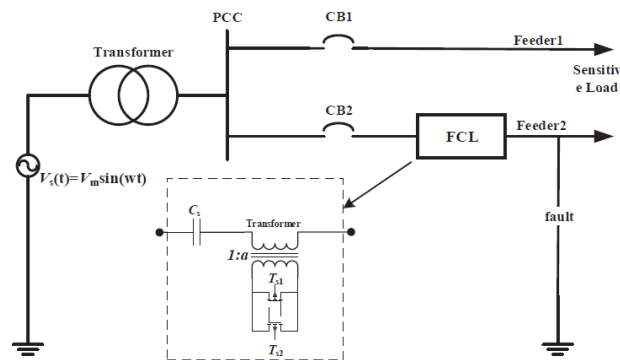 PCC
CB1
Transformer
Feeder1
Sensitiv
e Load
CB2
FCL
Feeder2
Vs(t)=Vmsin(wt)
Cs
Transformer
1:a
Ts1
Ts2
fault